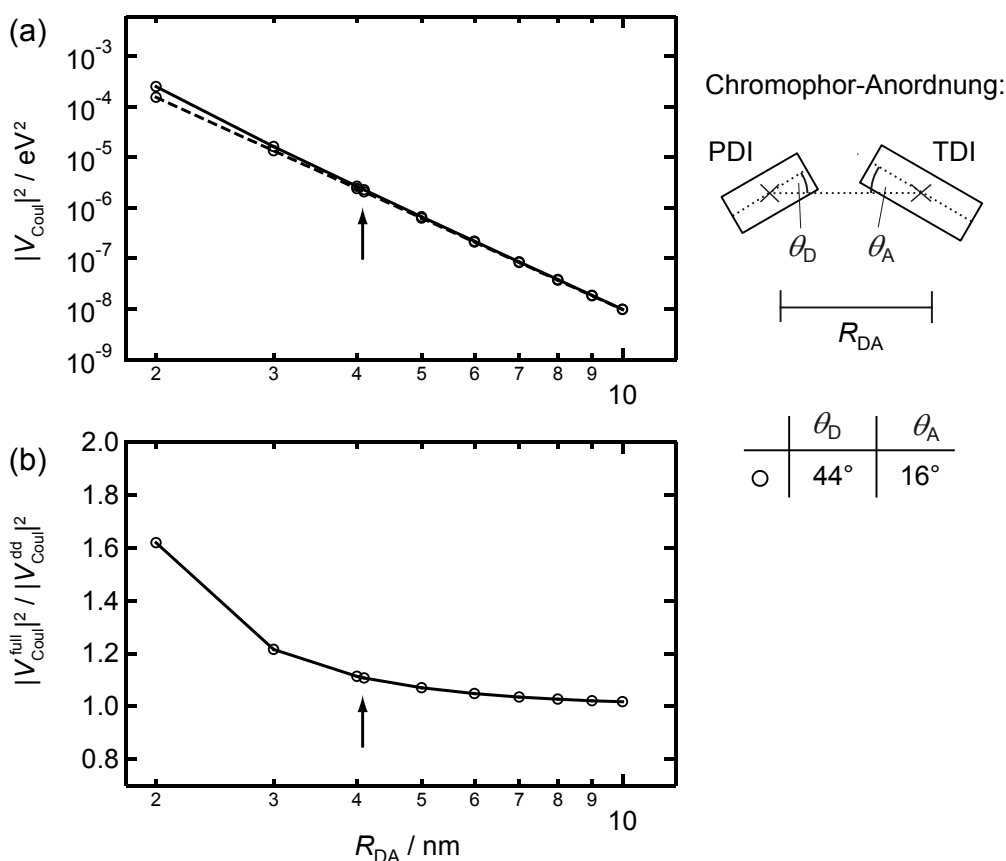 (a)
10⁻³
10⁻⁴
10⁻⁵
10⁻⁶
10⁻⁷
10⁻⁸
10⁻⁹
|V_Coul|² / eV²
2 3 4 5 6 7 8 9 10
Chromophor-Anordnung:
PDI TDI
θ_D θ_A
R_DA
θ_D θ_A
44° 16°
(b)
2.0
1.8
1.6
1.4
1.2
1.0
0.8
|V_Coul^full|² / |V_Coul^dd|²
2 3 4 5 6 7 8 9 10
R_DA / nm